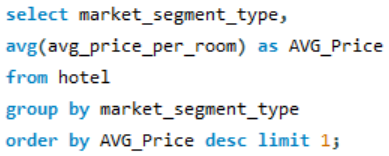 select market_segment_type,
avg(avg_price_per_room) as AVG_Price
from hotel
group by market_segment_type
order by AVG_Price desc limit 1;